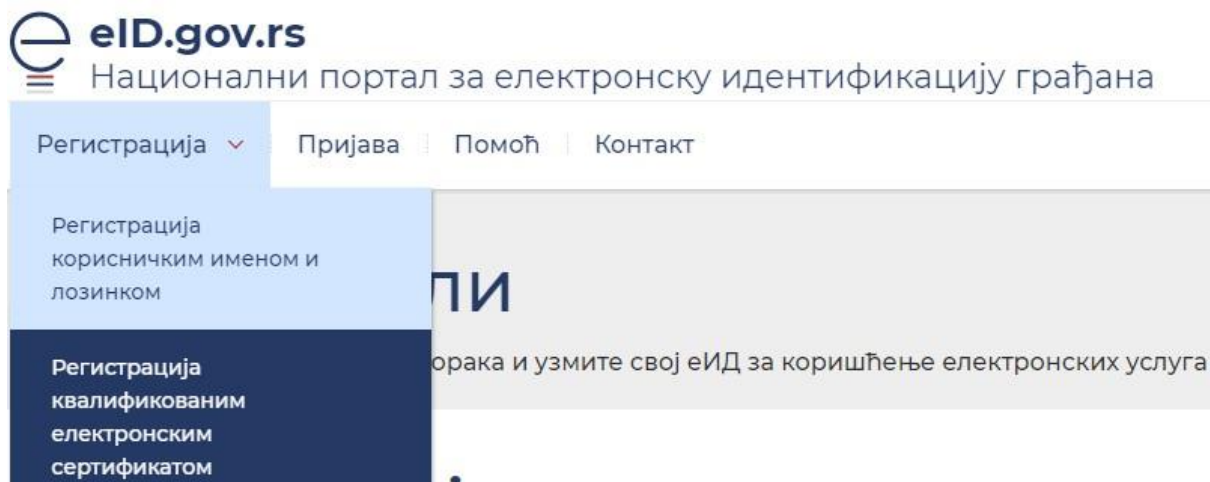 eID.gov.rs
Национални портал за електронску идентификацију грађана
Регистрација Пријава Помоћ Контакт
Регистрација
корисничким именом и
лозинком
ли
Регистрација
орака и узмите свој еИД за коришћење електронских услуга
квалификованим
електронским
сертификатом